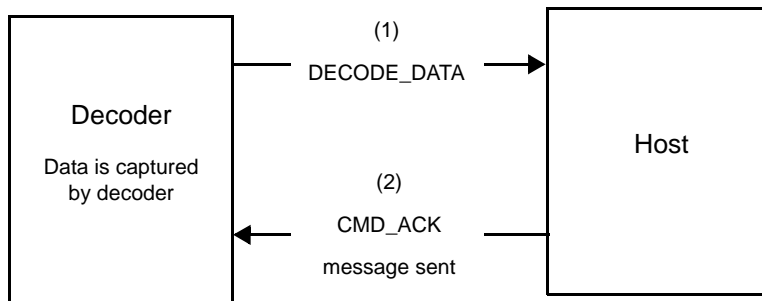 (1)
DECODE_DATA
Decoder
Data is captured
by decoder
Host
(2)
CMD_ACK
message sent